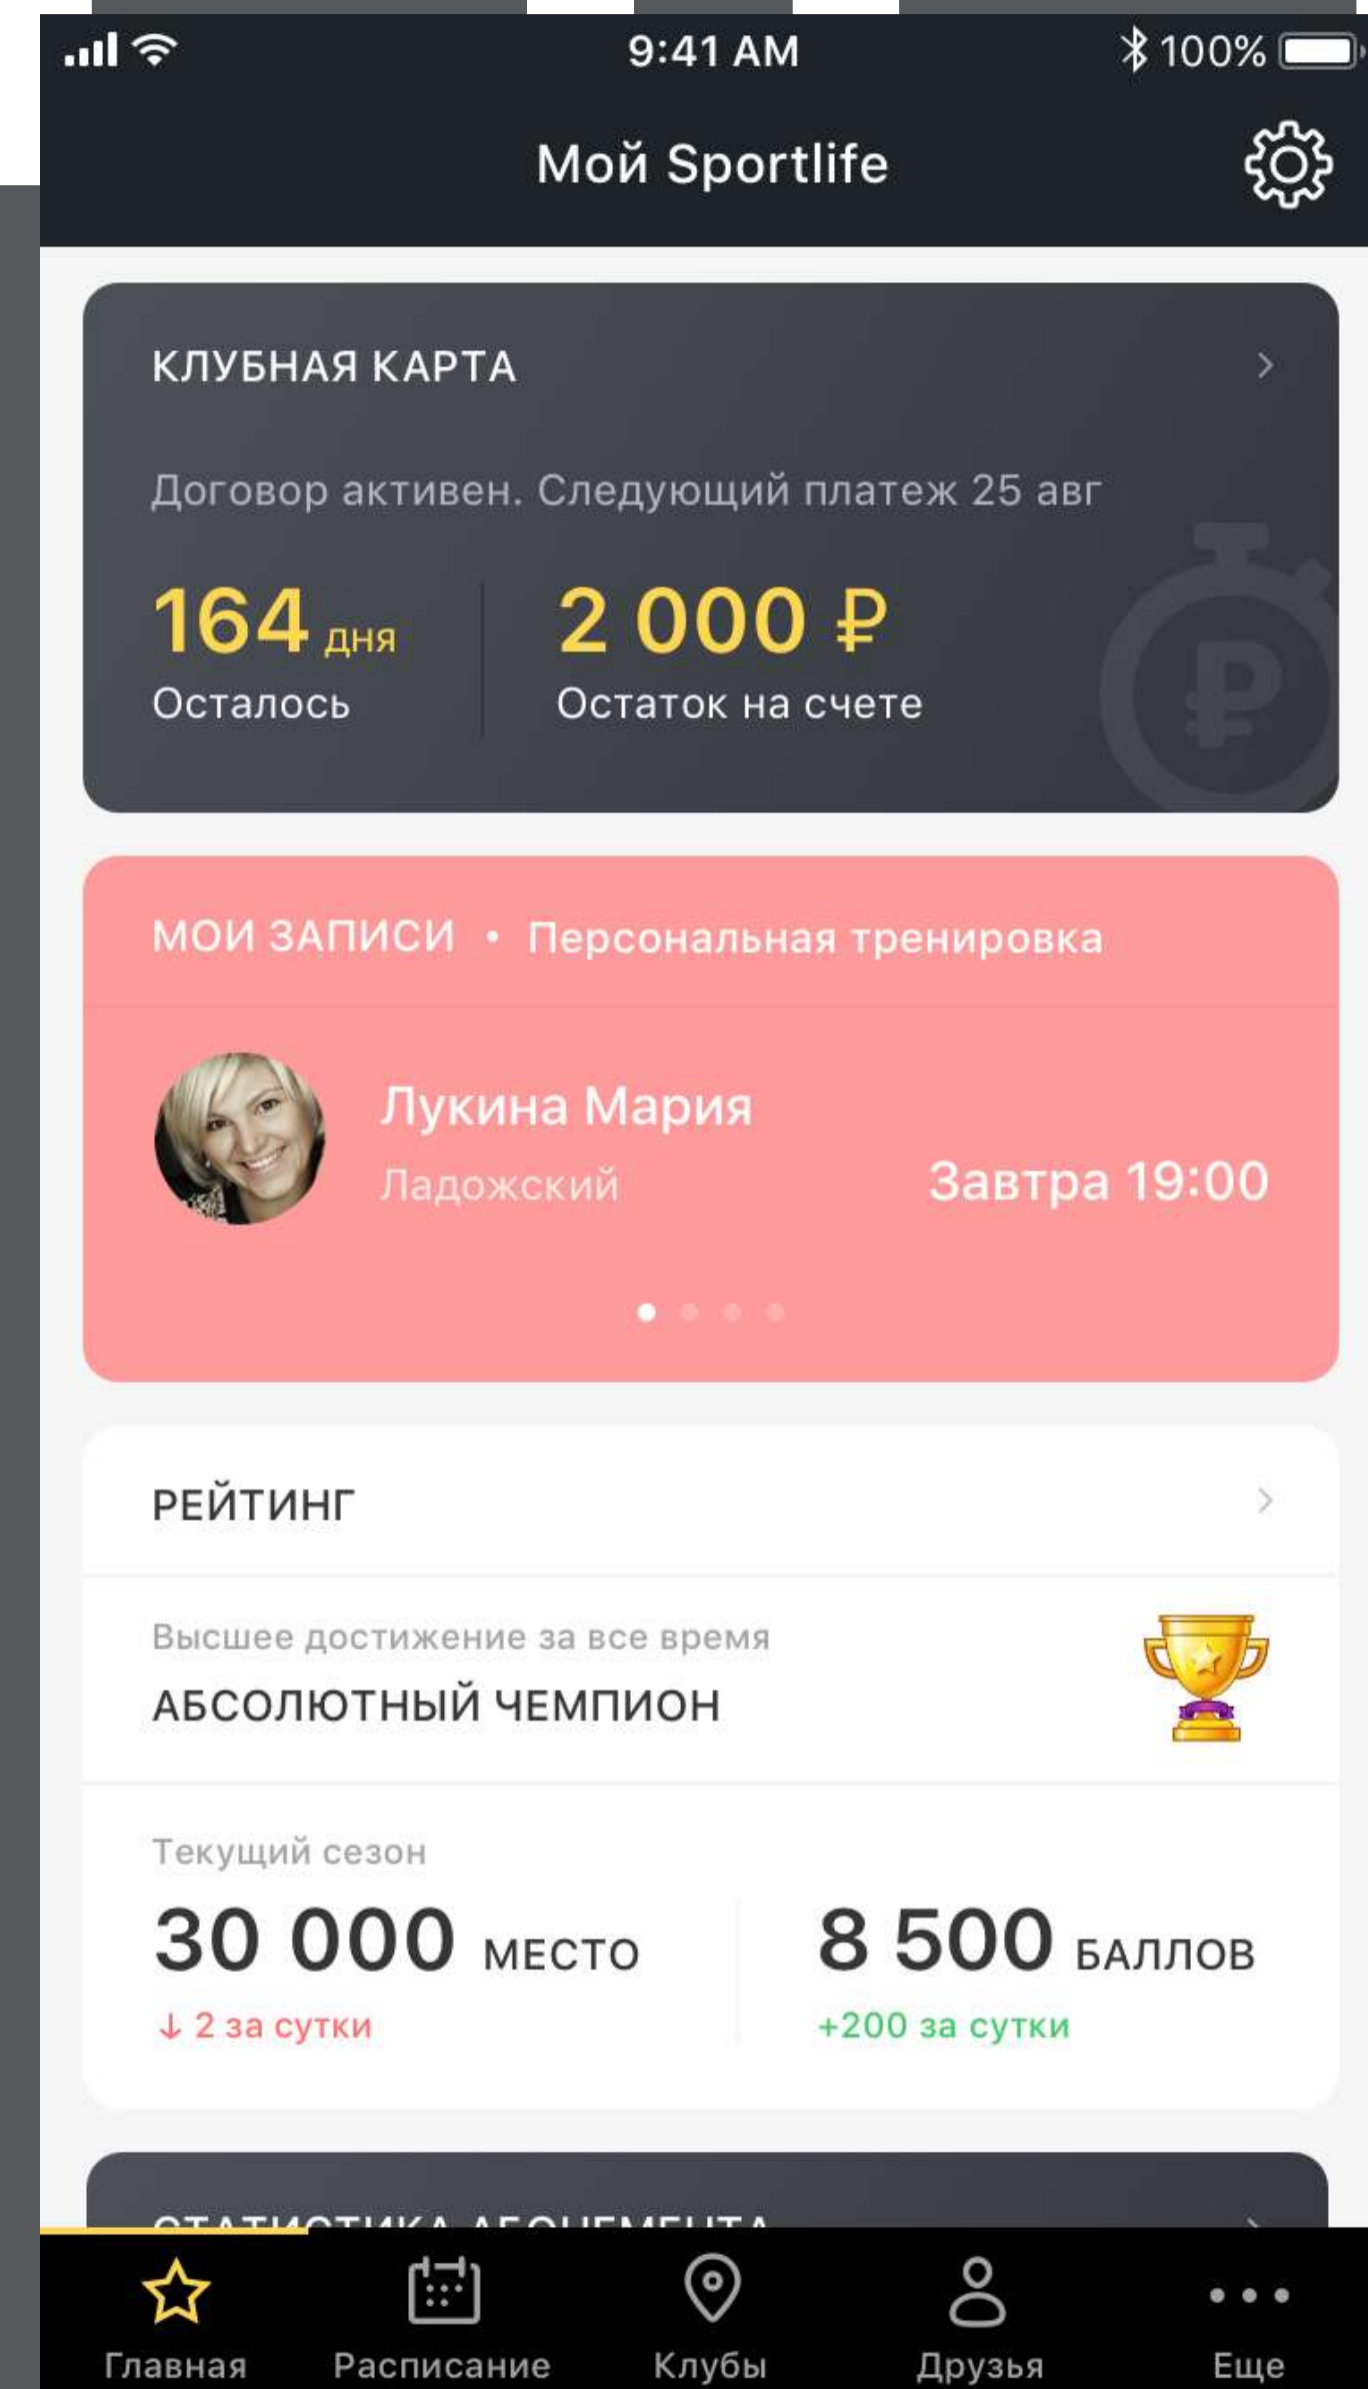 9:41 AM
100%
Мой Sportlife
КЛУБНАЯ КАРТА
Договор активен. Следующий платеж 25 авг
164 дня
2 000 ₽
Осталось
Остаток на счете
МОИ ЗАПИСИ • Персональная тренировка
Лукина Мария
Ладожский
Завтра 19:00
РЕЙТИНГ
Высшее достижение за все время
АБСОЛЮТНЫЙ ЧЕМПИОН
Текущий сезон
30 000 МЕСТО
8 500 БАЛЛОВ
↓ 2 за сутки
+200 за сутки
СТАТИСТИКА АБОНЕМЕНТА
Главная
Расписание
Клубы
Друзья
Еще